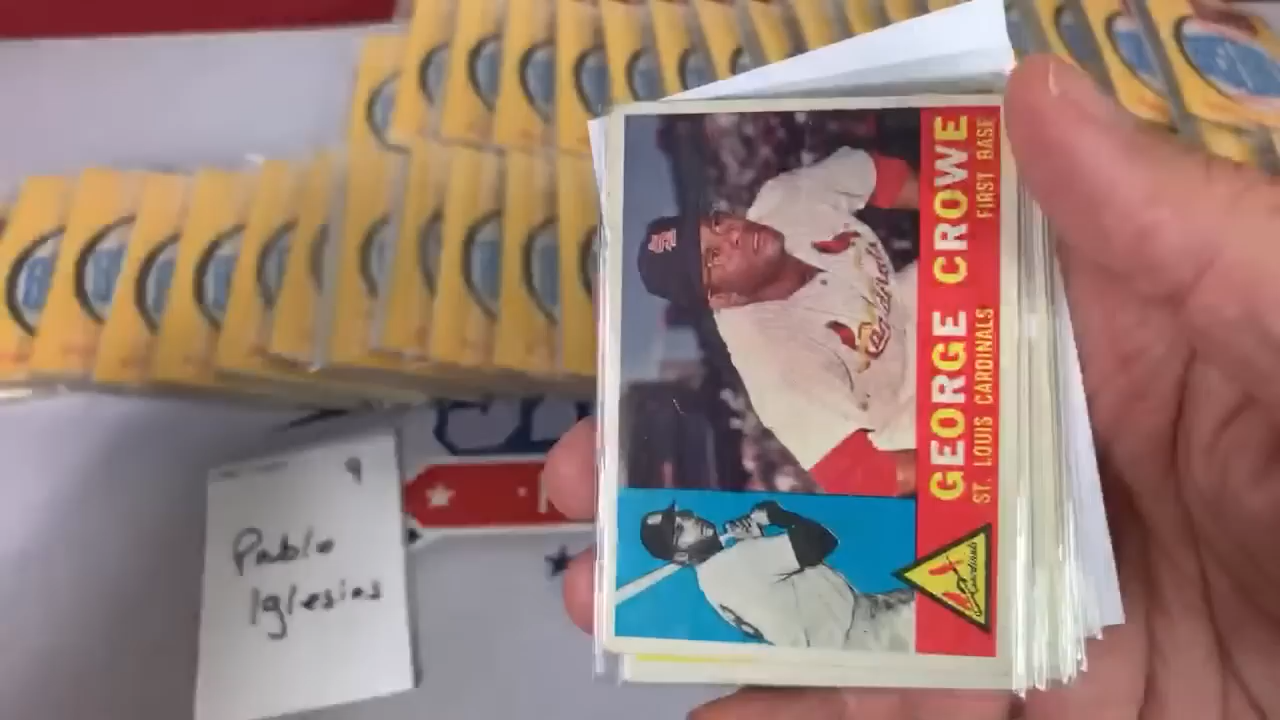 GEORGE CROWE
ST. LOUIS CARDINALS FIRST BASE
Cardinals
9
Pablo
Iglesias